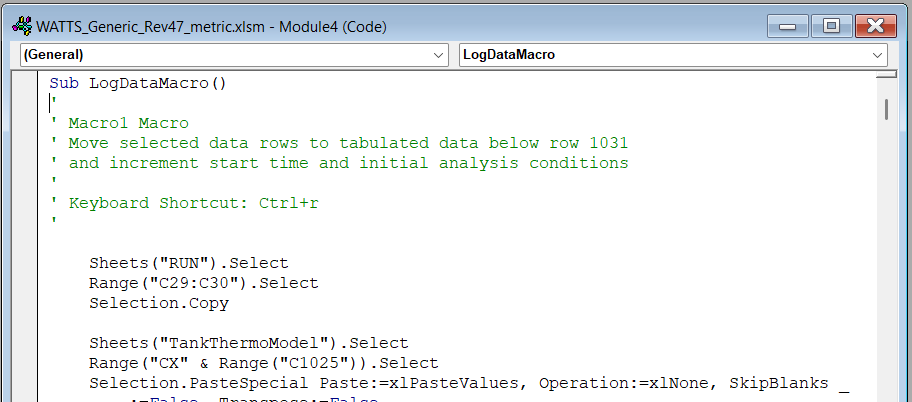 WATTS_Generic_Rev47_metric.xlsm - Module4 (Code)
(General) LogDataMacro
Sub LogDataMacro()
'
' Macro1 Macro
' Move selected data rows to tabulated data below row 1031
' and increment start time and initial analysis conditions
'
' Keyboard Shortcut: Ctrl+r
'
Sheets("RUN").Select
Range("C29:C30").Select
Selection.Copy
Sheets("TankThermoModel").Select
Range("CX" & Range("C1025")).Select
Selection.PasteSpecial Paste:=xlPasteValues, Operation:=xlNone, SkipBlanks _
:=False, Transpose:=False